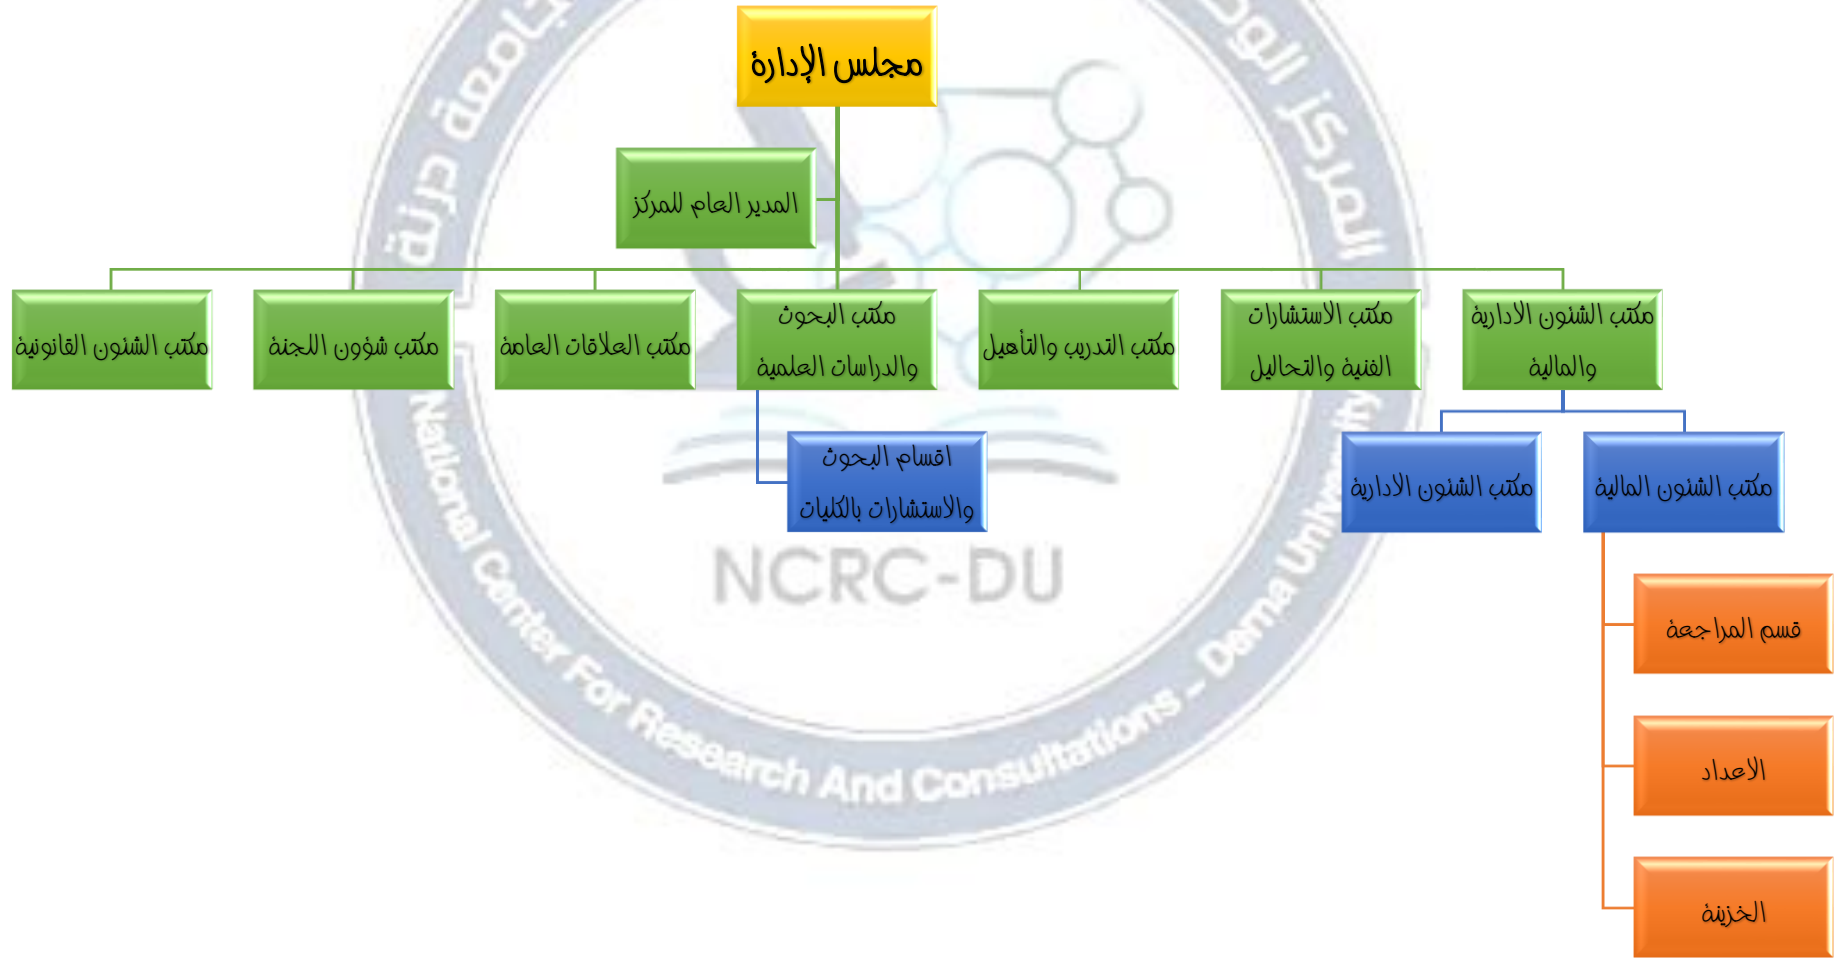 مجلس الإدارة
المدير العام للمركز
مكتب الشئون الادارية
والمالية
مكتب الاستشارات
الفنية والتحاليل
مكتب التدريب والتأهيل
مكتب البحوث
والدراسات العلمية
مكتب العلاقات العامة
مكتب شؤون اللجنة
مكتب الشئون القانونية
مكتب الشئون المالية
مكتب الشئون الادارية
اقسام البحوث
والاستشارات بالكليات
قسم المراجعة
الاعداد
الخزينة
جامعة درنة
المركز
NCRC-DU
National Center For Research And Consultations - Derna University